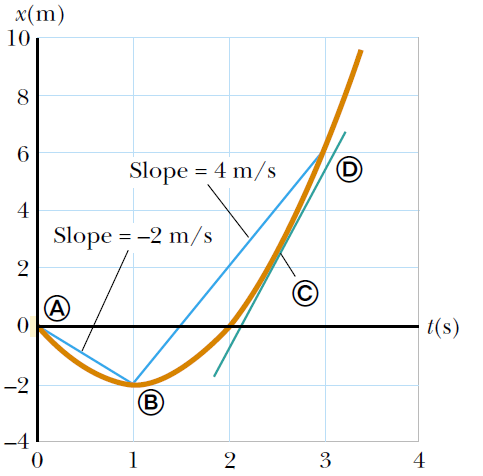 x(m)
10
8
6
D
Slope = 4 m/s
4
Slope = –2 m/s
2
C
A
0
t(s)
–2
B
–4
0 1 2 3 4